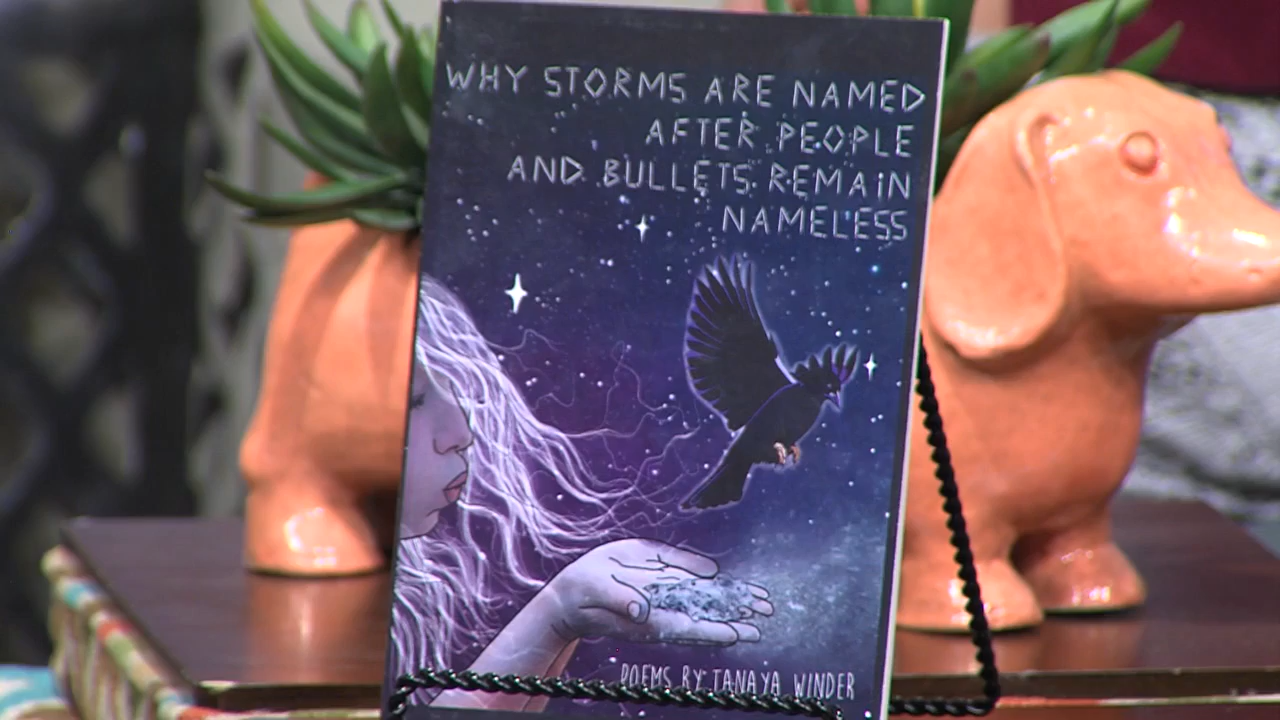 WHY STORMS ARE NAMED
AFTER PEOPLE
AND BULLETS REMAIN
NAMELESS
POEMS BY TANAYA WINDER